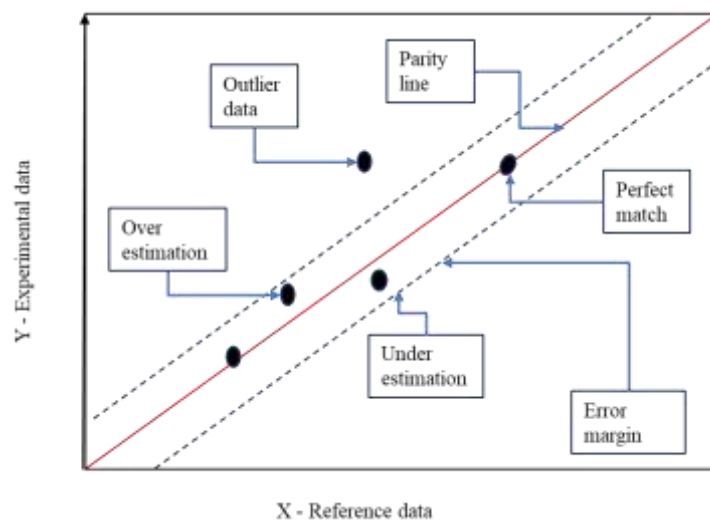 Parity
line
Outlier
data
Perfect
match
Over
estimation
Under
estimation
Error
margin
Y - Experimental data
X - Reference data